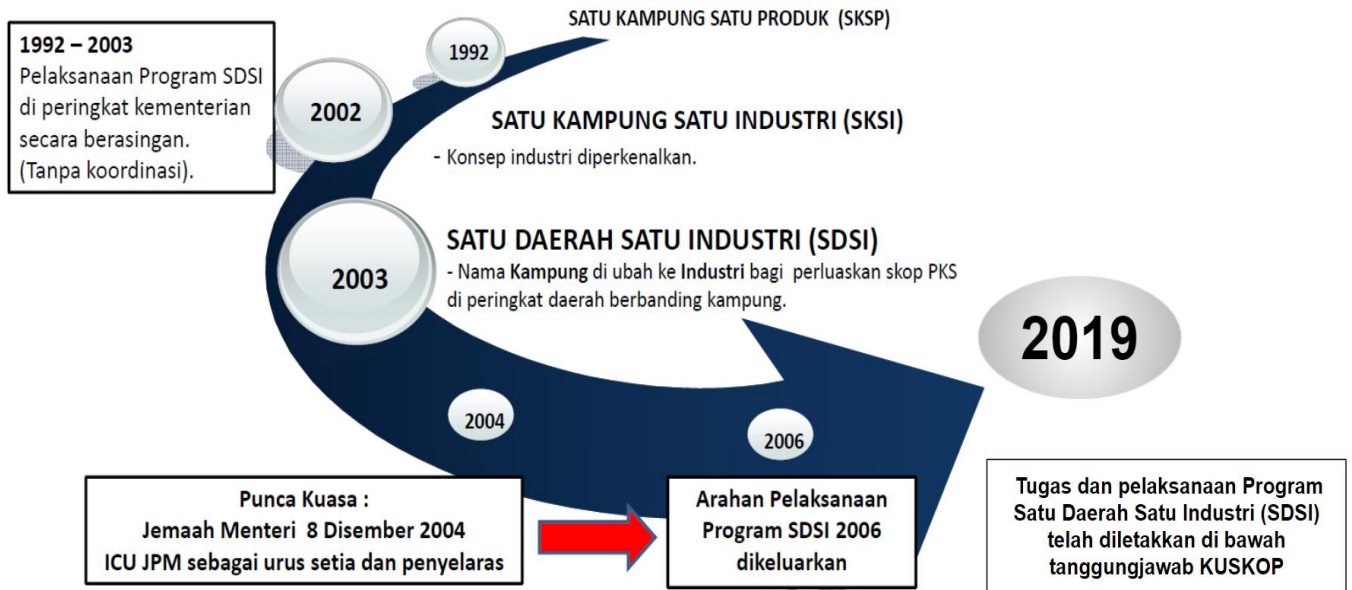 SATU KAMPUNG SATU PRODUK (SKSP)
1992 – 2003
Pelaksanaan Program SDSI
di peringkat kementerian
secara berasingan.
(Tanpa koordinasi).
1992
2002
SATU KAMPUNG SATU INDUSTRI (SKSI)
- Konsep industri diperkenalkan.
2003
SATU DAERAH SATU INDUSTRI (SDSI)
- Nama Kampung di ubah ke Industri bagi perluaskan skop PKS
di peringkat daerah berbanding kampung.
2019
2004
2006
Punca Kuasa :
Jemaah Menteri 8 Disember 2004
ICU JPM sebagai urus setia dan penyelaras
Arahan Pelaksanaan
Program SDSI 2006
dikeluarkan
Tugas dan pelaksanaan Program
Satu Daerah Satu Industri (SDSI)
telah diletakkan di bawah
tanggungjawab KUSKOP